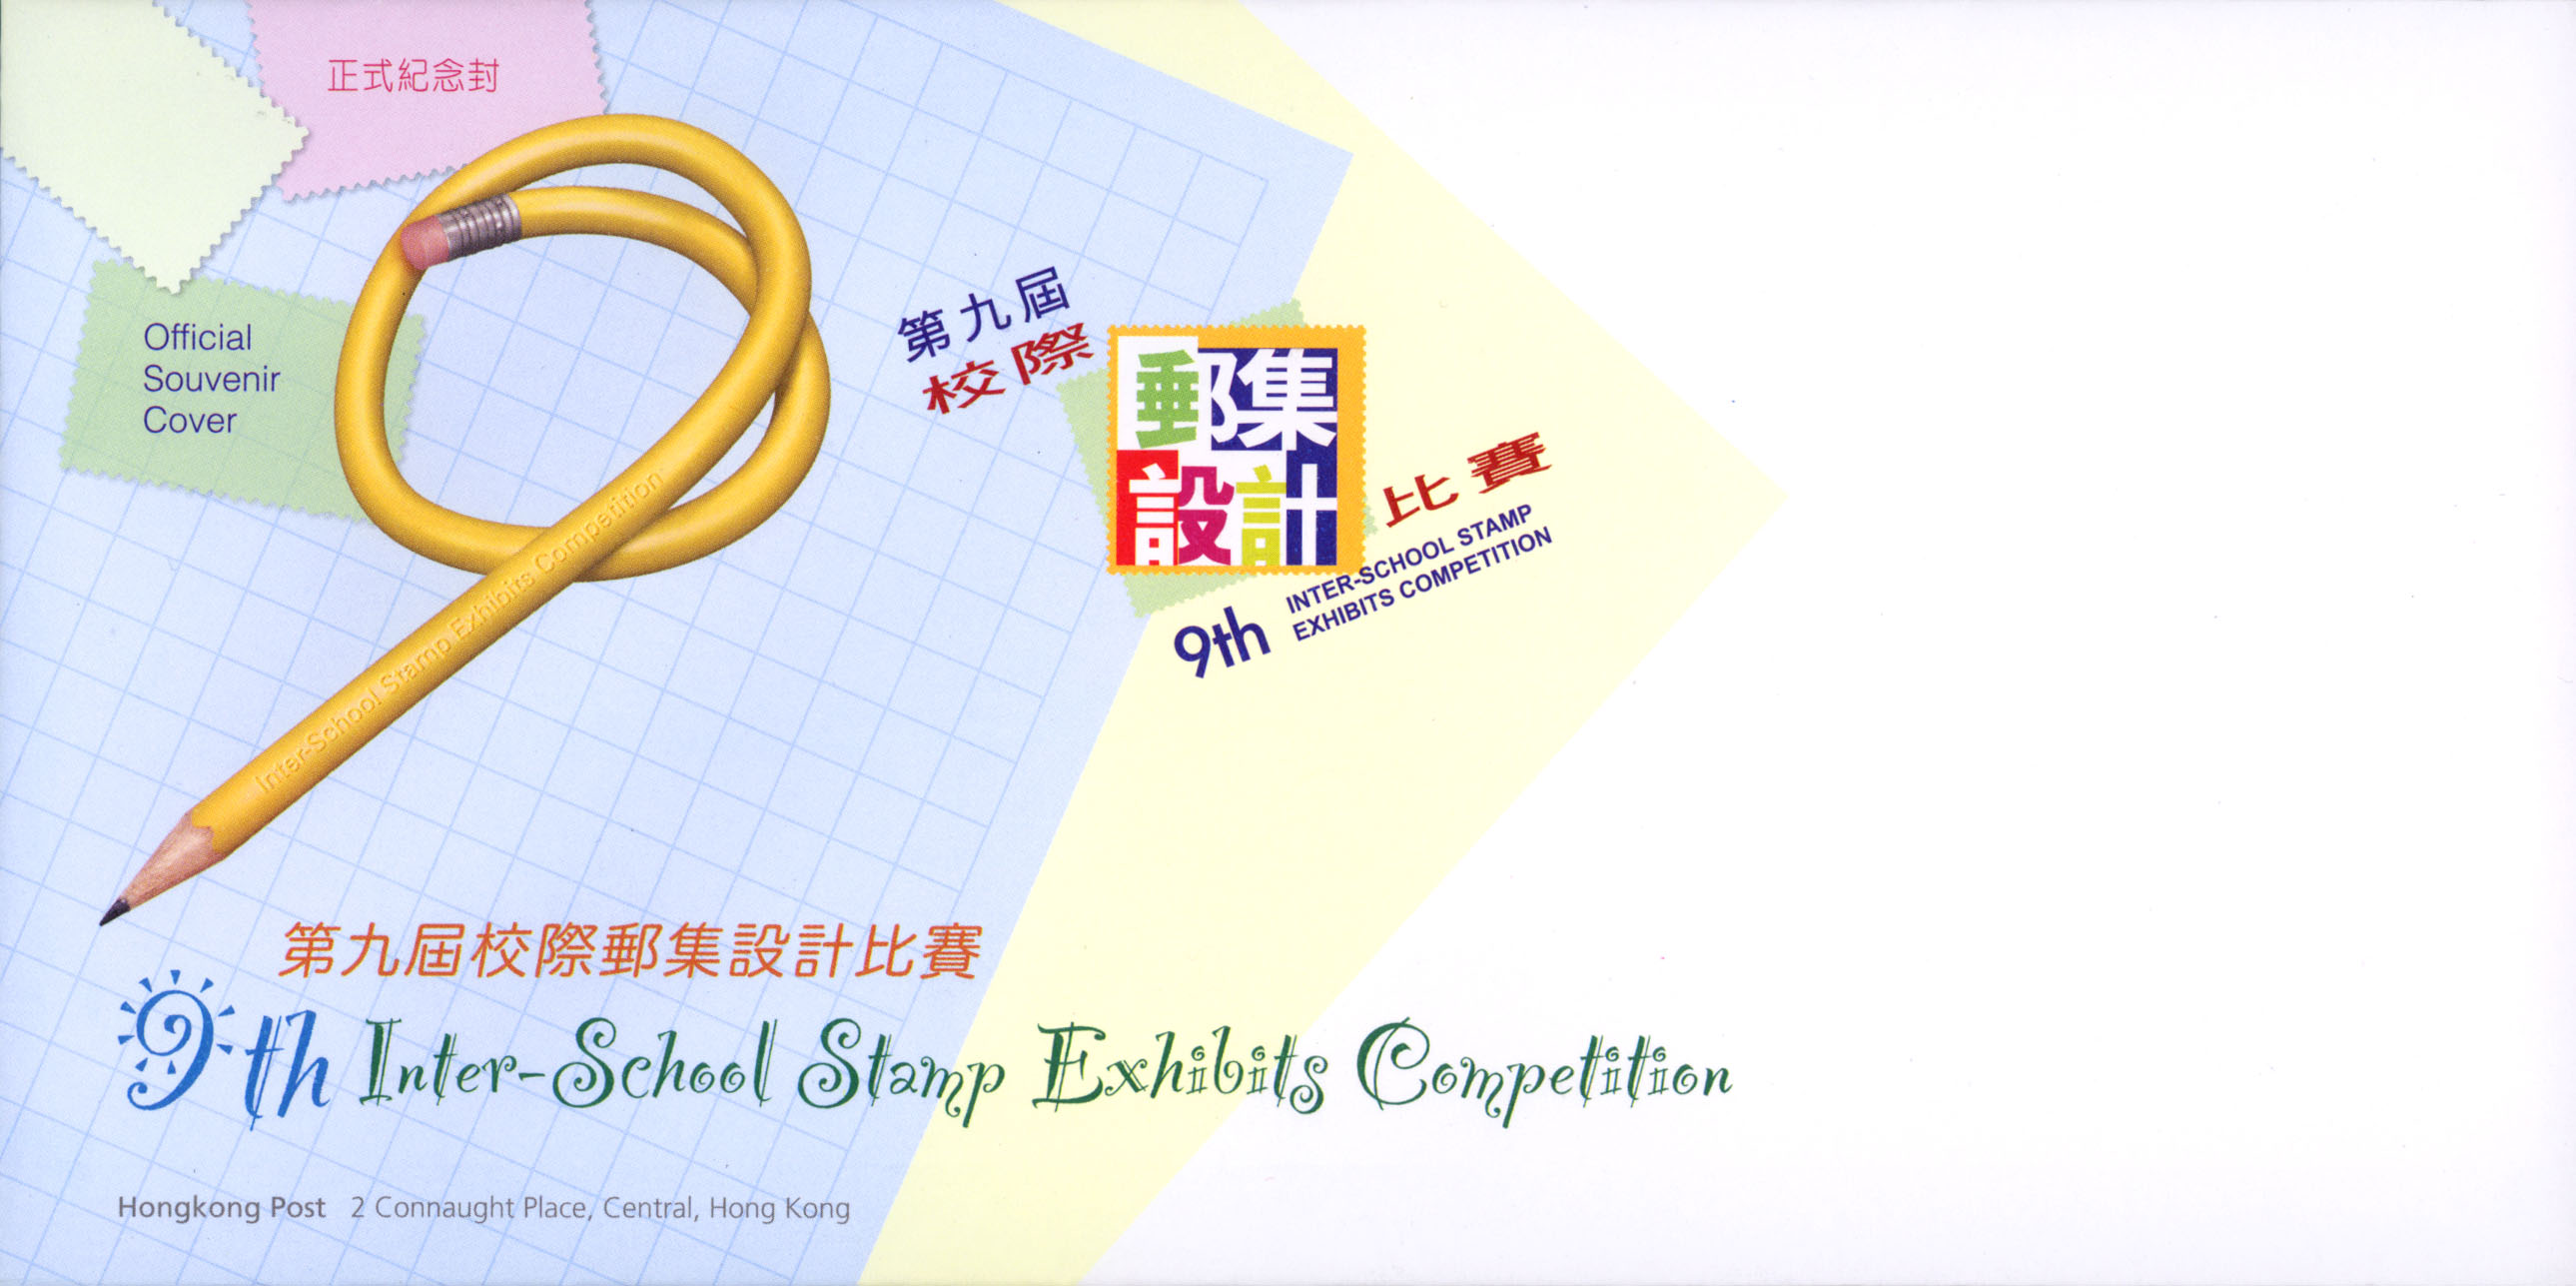 正式紀念封
Official
Souvenir
Cover
Inter-School Stamp Exhibits Competition
第九屆
校際
郵集
設計
比賽
9th
INTER-SCHOOL STAMP
EXHIBITS COMPETITION
第九屆校際郵集設計比賽
9th Inter-School Stamp Exhibits Competition
Hongkong Post 2 Connaught Place, Central, Hong Kong